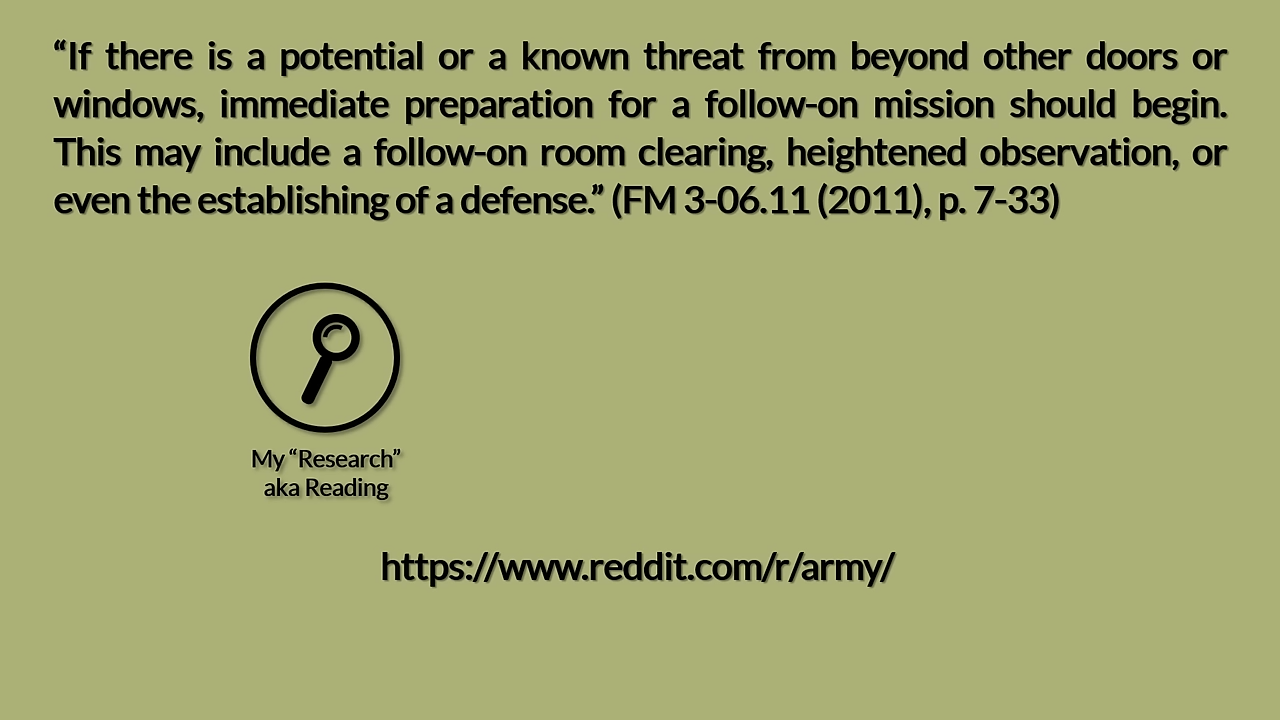 “If there is a potential or a known threat from beyond other doors or
windows, immediate preparation for a follow-on mission should begin.
This may include a follow-on room clearing, heightened observation, or
even the establishing of a defense.” (FM 3-06.11 (2011), p. 7-33)
My “Research”
aka Reading
https://www.reddit.com/r/army/